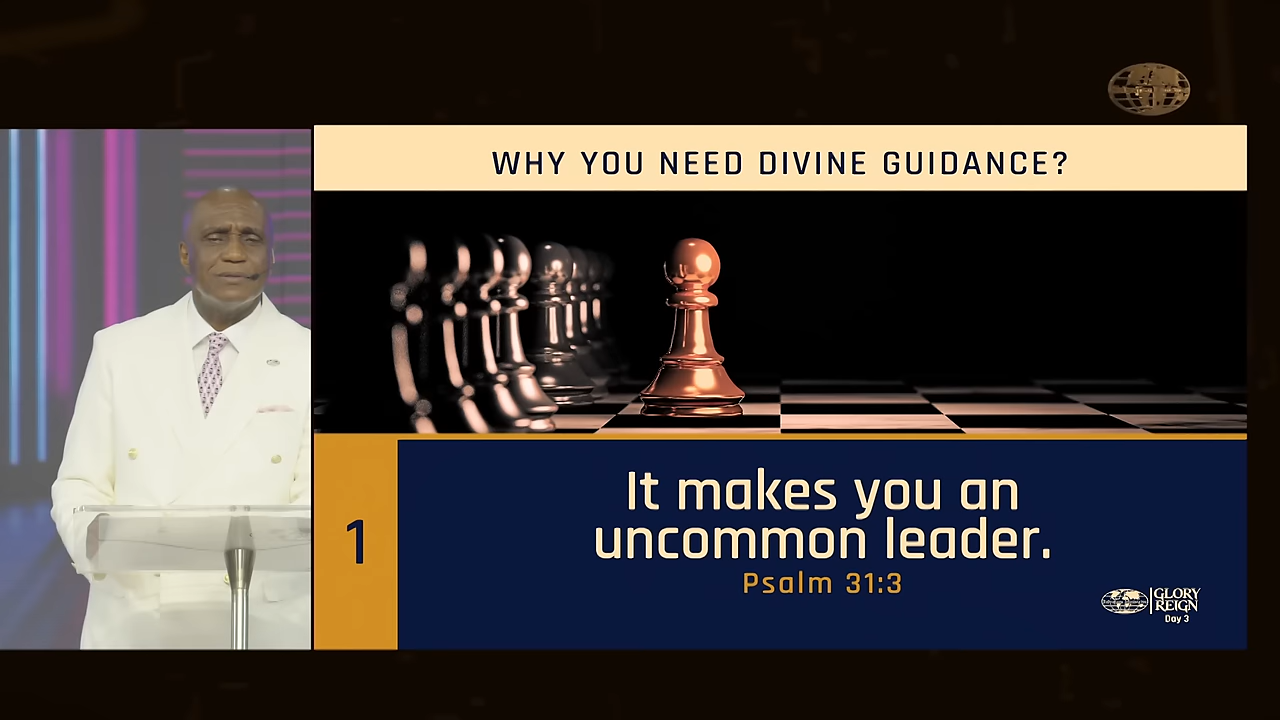 WHY YOU NEED DIVINE GUIDANCE?
1
It makes you an
uncommon leader.
Psalm 31:3
GLORY
REIGN
Day 3